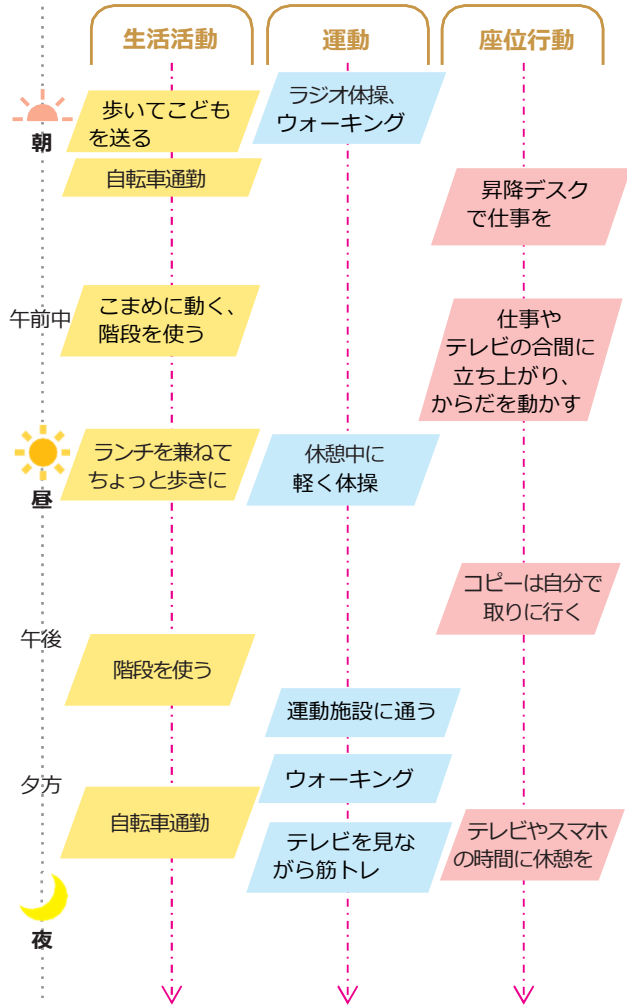 生活活動
運動
座位行動
朝
歩いてこども
を送る
ラジオ体操、
ウォーキング
自転車通勤
昇降デスク
で仕事を
午前中
こまめに動く、
階段を使う
仕事や
テレビの合間に
立ち上がり、
からだを動かす
昼
ランチを兼ねて
ちょっと歩きに
休憩中に
軽く体操
コピーは自分で
取りに行く
午後
階段を使う
運動施設に通う
夕方
ウォーキング
自転車通勤
テレビを見な
がら筋トレ
テレビやスマホ
の時間に休憩を
夜